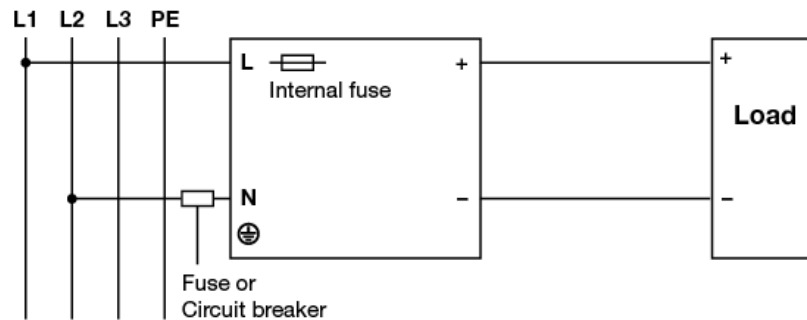 L1 L2 L3 PE
L
+
+
Internal fuse
Load
N
−
−
Fuse or
Circuit breaker